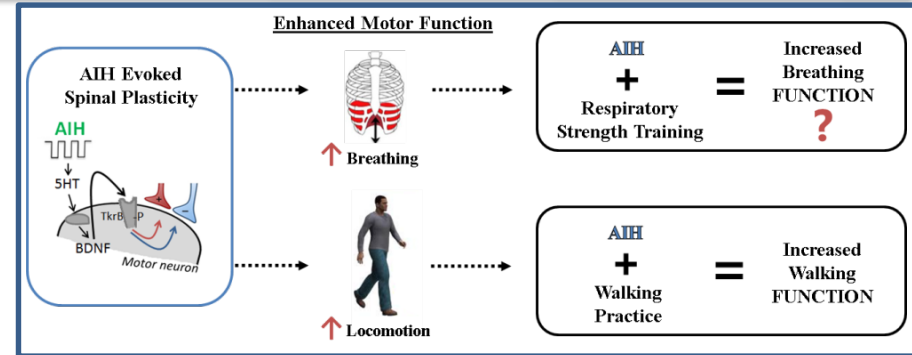 Enhanced Motor Function
AIH Evoked
Spinal Plasticity
AIH
5HT
TkrB
P
+
−
BDNF
Motor neuron
↑ Breathing
AIH
+
Respiratory
Strength Training
=
Increased
Breathing
FUNCTION
?
↑ Locomotion
AIH
+
Walking
Practice
=
Increased
Walking
FUNCTION